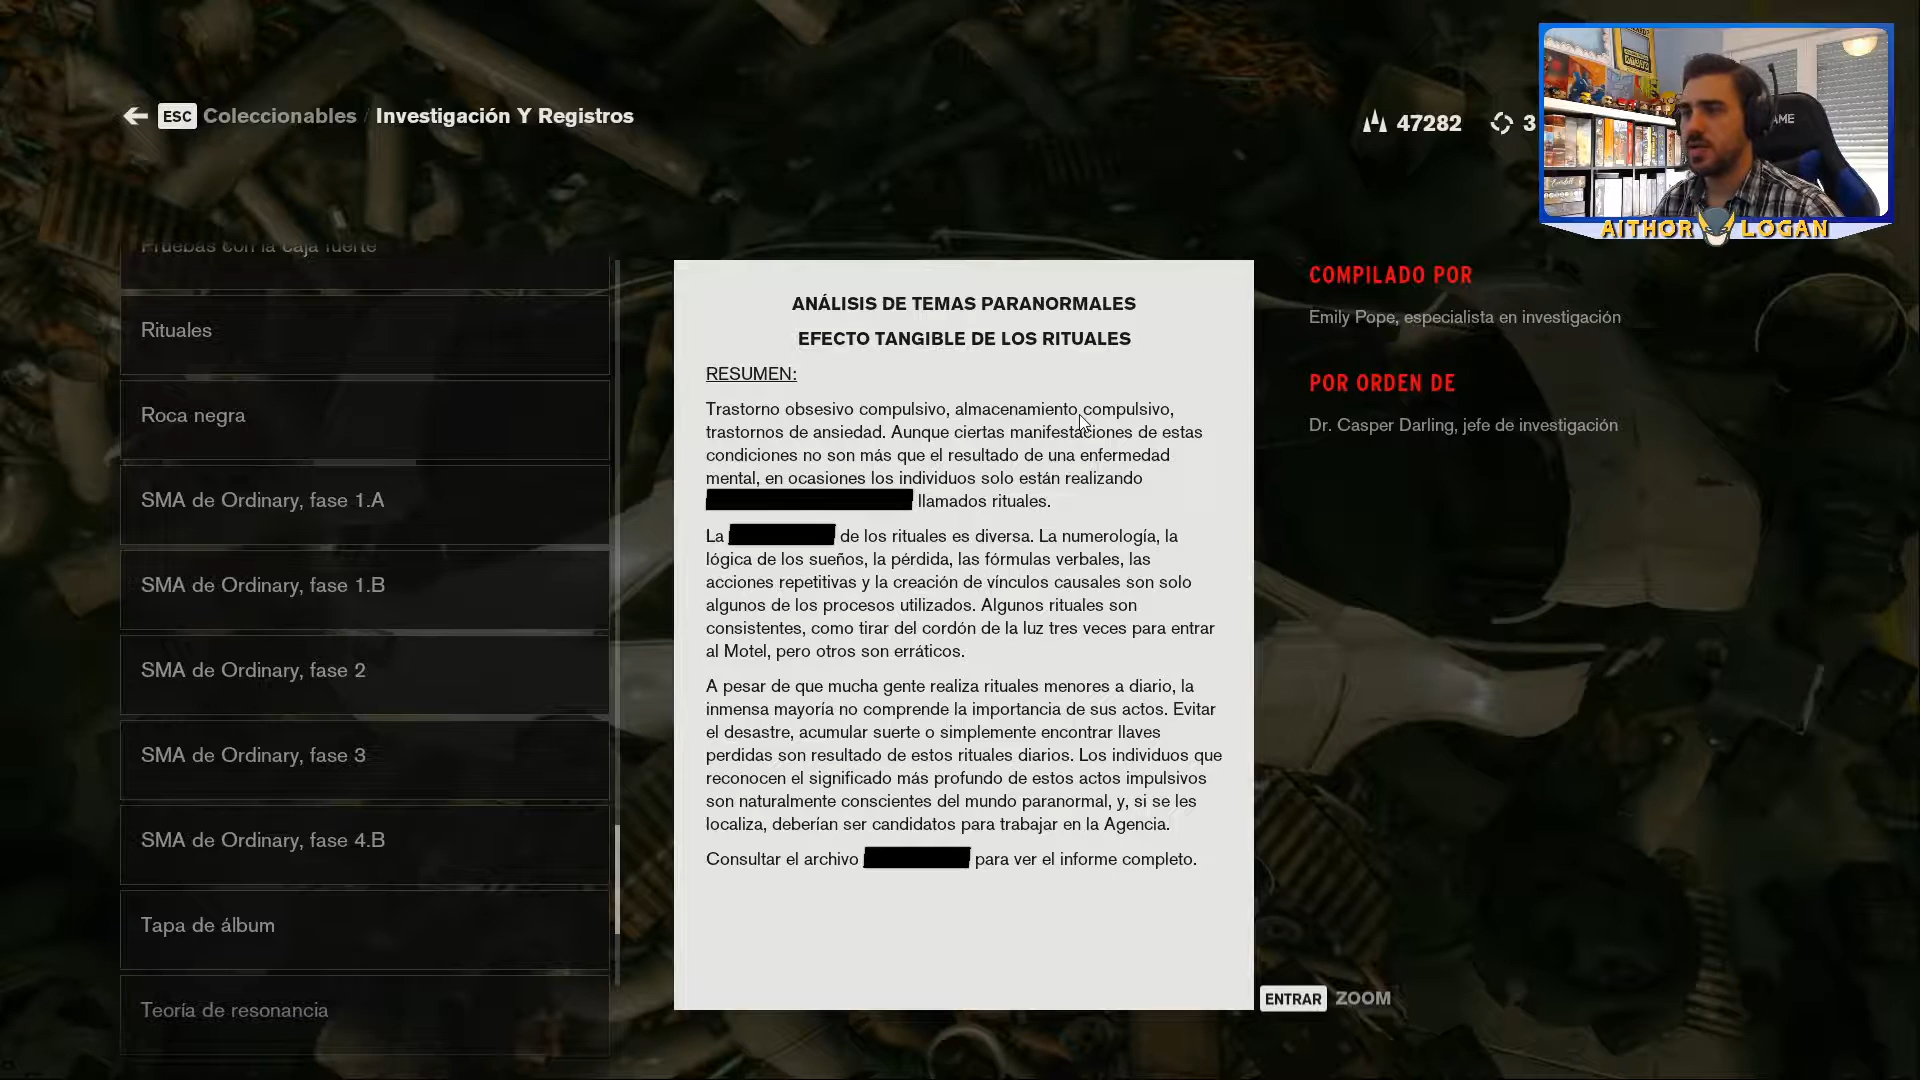 ESC Coleccionables / Investigación Y Registros
47282 3
AME
AITHOR LOGAN
Pruebas con la caja fuerte
Rituales
Roca negra
SMA de Ordinary, fase 1.A
SMA de Ordinary, fase 1.B
SMA de Ordinary, fase 2
SMA de Ordinary, fase 3
SMA de Ordinary, fase 4.B
Tapa de álbum
Teoría de resonancia
ANÁLISIS DE TEMAS PARANORMALES
EFECTO TANGIBLE DE LOS RITUALES
RESUMEN:
Trastorno obsesivo compulsivo, almacenamiento compulsivo,
trastornos de ansiedad. Aunque ciertas manifestaciones de estas
condiciones no son más que el resultado de una enfermedad
mental, en ocasiones los individuos solo están realizando
llamados rituales.
La de los rituales es diversa. La numerología, la
lógica de los sueños, la pérdida, las fórmulas verbales, las
acciones repetitivas y la creación de vínculos causales son solo
algunos de los procesos utilizados. Algunos rituales son
consistentes, como tirar del cordón de la luz tres veces para entrar
al Motel, pero otros son erráticos.
A pesar de que mucha gente realiza rituales menores a diario, la
inmensa mayoría no comprende la importancia de sus actos. Evitar
el desastre, acumular suerte o simplemente encontrar llaves
perdidas son resultado de estos rituales diarios. Los individuos que
reconocen el significado más profundo de estos actos impulsivos
son naturalmente conscientes del mundo paranormal, y, si se les
localiza, deberían ser candidatos para trabajar en la Agencia.
Consultar el archivo para ver el informe completo.
COMPILADO POR
Emily Pope, especialista en investigación
POR ORDEN DE
Dr. Casper Darling, jefe de investigación
ENTRAR ZOOM